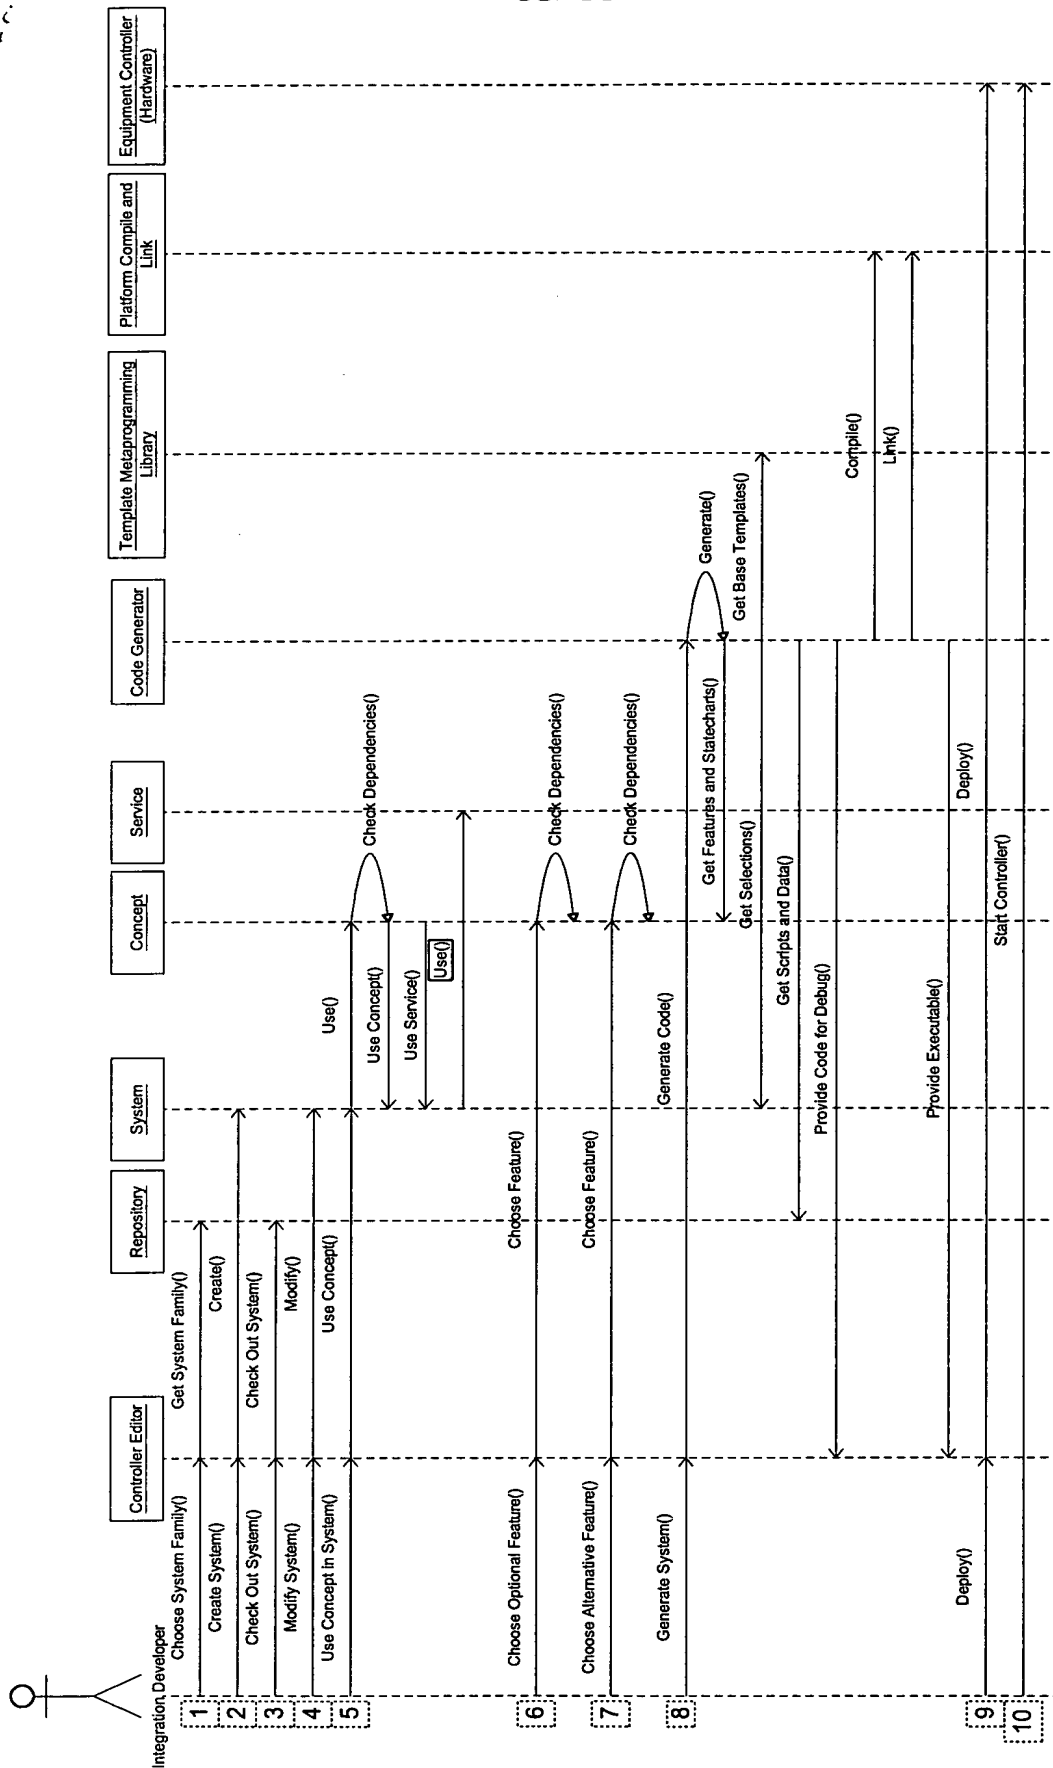 Integration Developer
Controller Editor
Repository
System
Concept
Service
Code Generator
Template Metaprogramming
Library
Platform Compile and
Link
Equipment Controller
(Hardware)
1
Choose System Family()
Get System Family()
2
Create System()
Create()
3
Check Out System()
Check Out System()
4
Modify System()
Modify()
5
Use Concept in System()
Use Concept()
Use()
Check Dependencies()
Use Concept()
Use Service()
Use()
6
Choose Optional Feature()
Choose Feature()
Check Dependencies()
7
Choose Alternative Feature()
Choose Feature()
Check Dependencies()
8
Generate System()
Generate Code()
Generate()
Get Features and Statecharts()
Get Selections()
Get Base Templates()
Get Scripts and Data()
Provide Code for Debug()
Compile()
Link()
Provide Executable()
9
Deploy()
Deploy()
10
Start Controller()